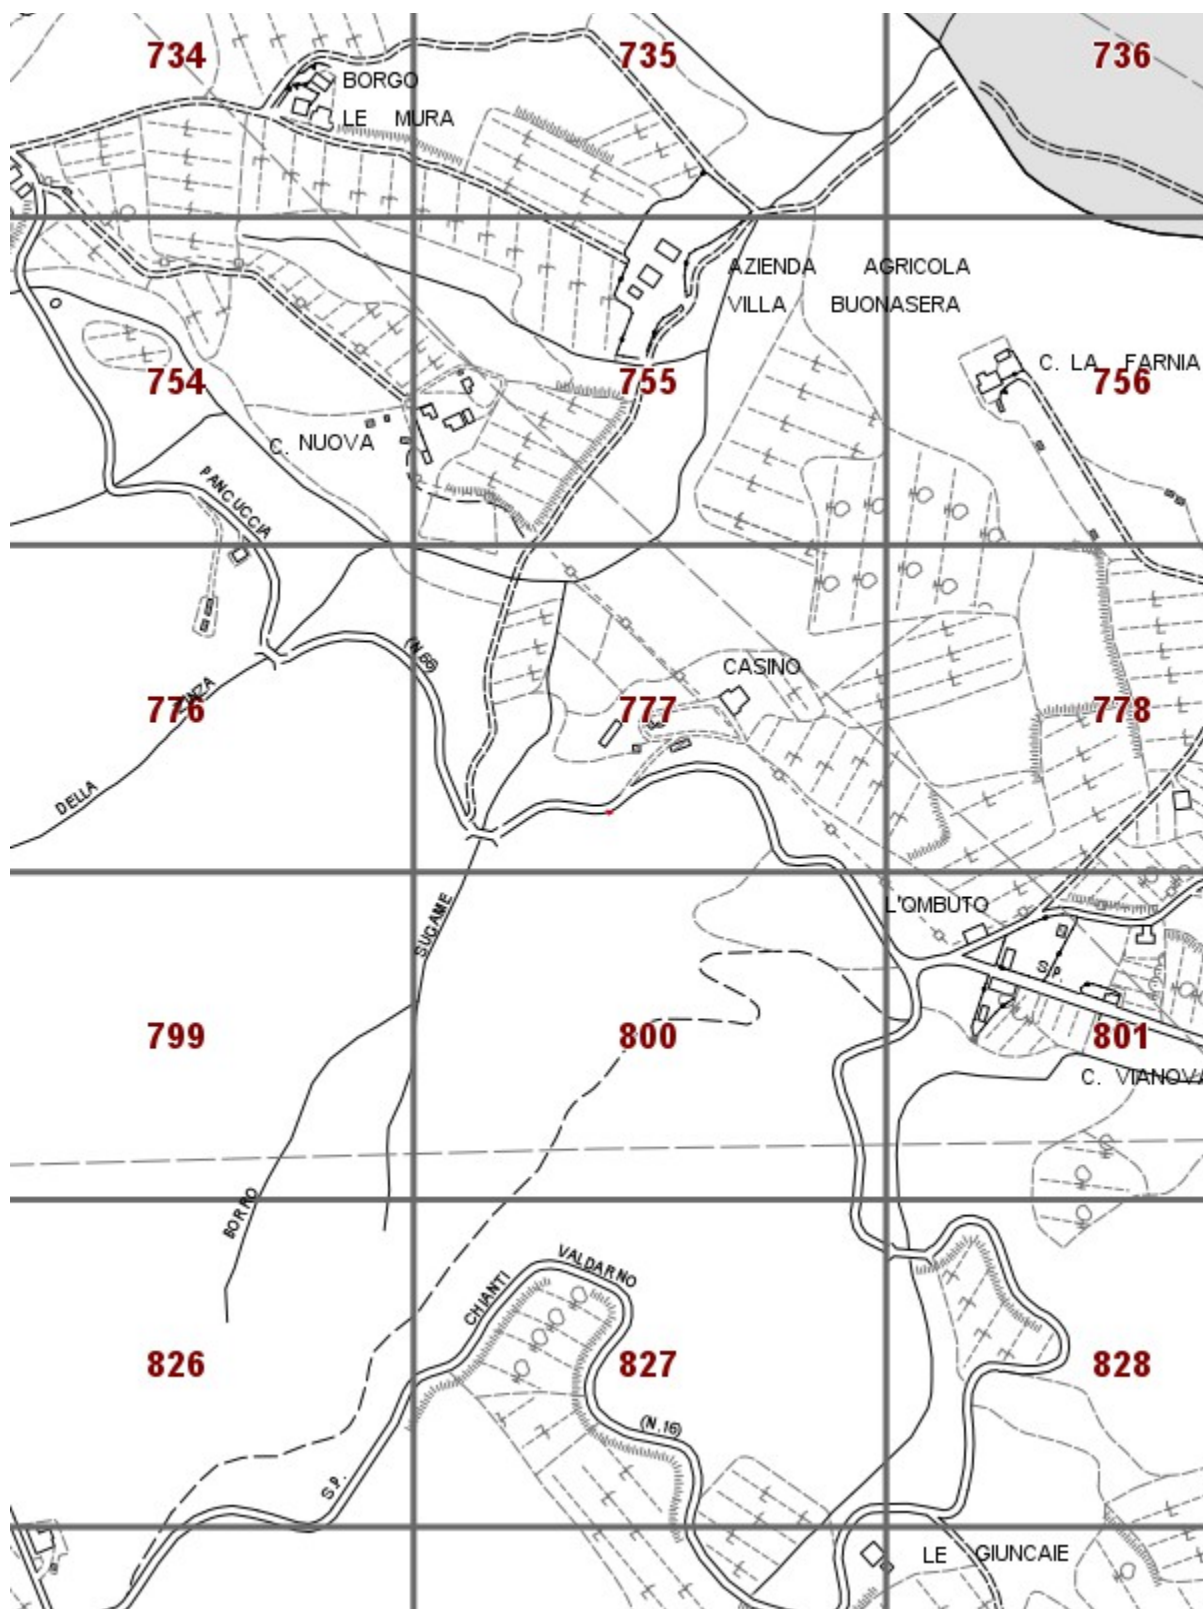 734
735
736
BORGO
LE MURA
AZIENDA AGRICOLA
VILLA BUONASERA
C. LA FARNIA
754
755
756
C. NUOVA
PANCUCCIA
(N.66)
CASINO
776
777
778
DELLA
L'OMBUTO
SUGAME
S.P.
799
800
801
C. VIANOVA
BORRO
VALDARNO
CHIANTI
826
827
828
(N.16)
S.P.
LE GIUNCAIE